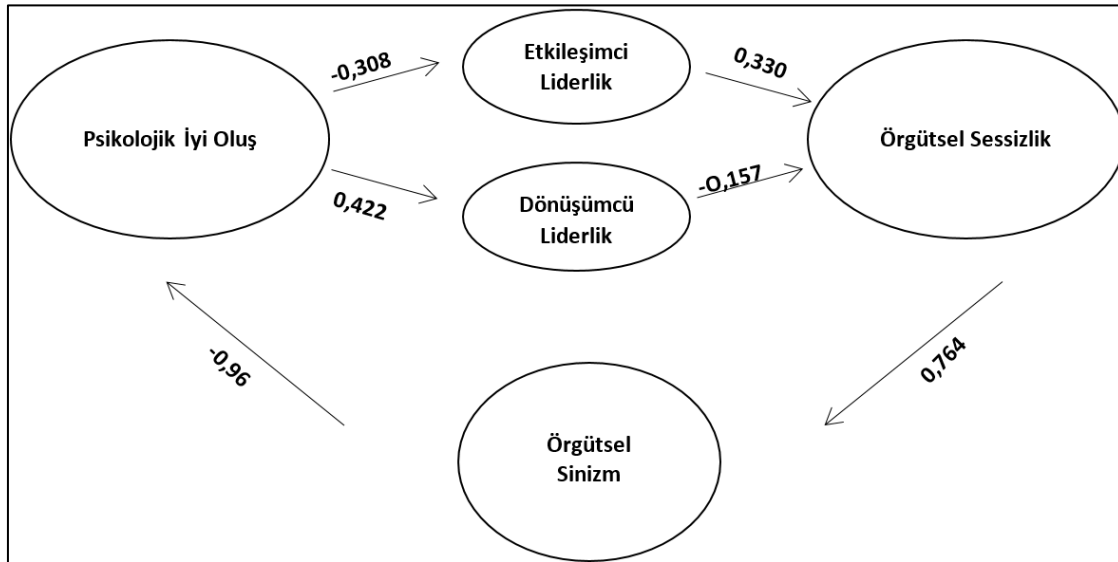 Etkileşimci
Liderlik
-0,308
0,330
Psikolojik İyi Oluş
Örgütsel Sessizlik
0,422
Dönüşümcü
Liderlik
-O,157
-0,96
0,764
Örgütsel
Sinizm